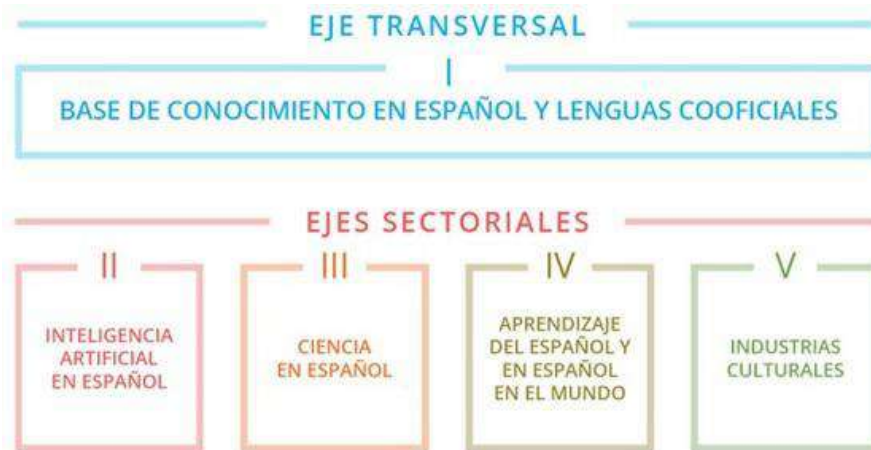 EJE TRANSVERSAL
I
BASE DE CONOCIMIENTO EN ESPAÑOL Y LENGUAS COOFICIALES
EJES SECTORIALES
II
INTELIGENCIA
ARTIFICIAL
EN ESPAÑOL
III
CIENCIA
EN ESPAÑOL
IV
APRENDIZAJE
DEL ESPAÑOL Y
EN ESPAÑOL
EN EL MUNDO
V
INDUSTRIAS
CULTURALES